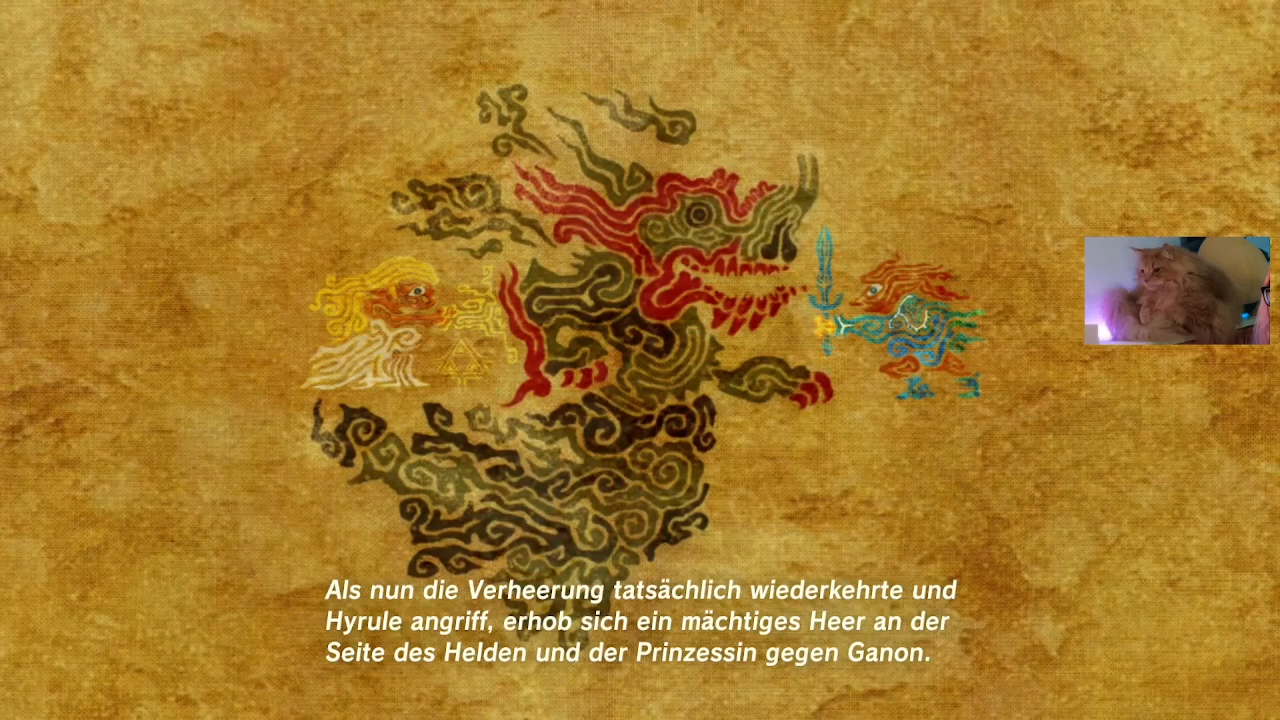 Als nun die Verheerung tatsächlich wiederkehrte und
Hyrule angriff, erhob sich ein mächtiges Heer an der
Seite des Helden und der Prinzessin gegen Ganon.